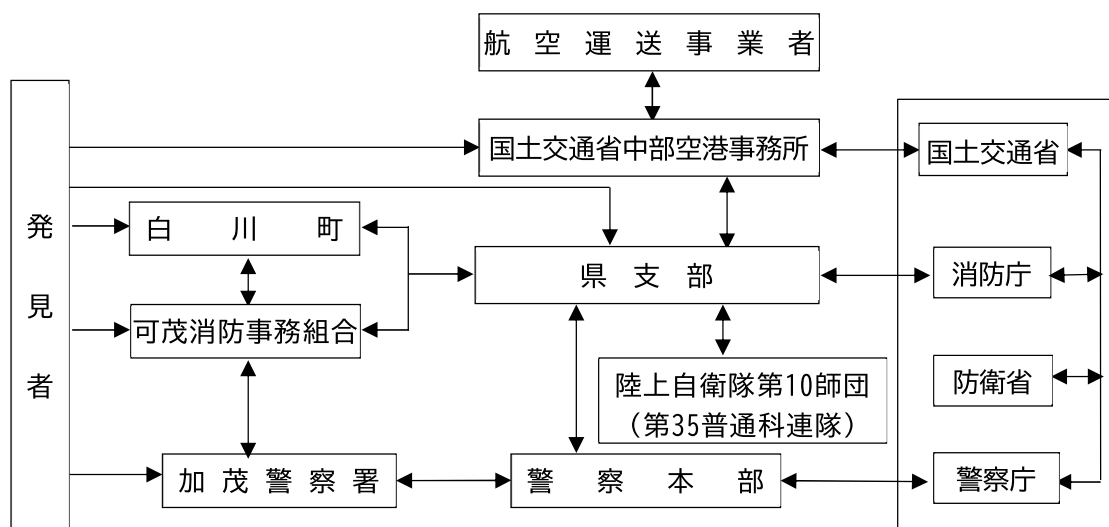 航空運送事業者
発見者
国土交通省中部空港事務所
国土交通省
白川町
県支部
消防庁
可茂消防事務組合
陸上自衛隊第10師団
（第35普通科連隊）
防衛省
加茂警察署
警察本部
警察庁